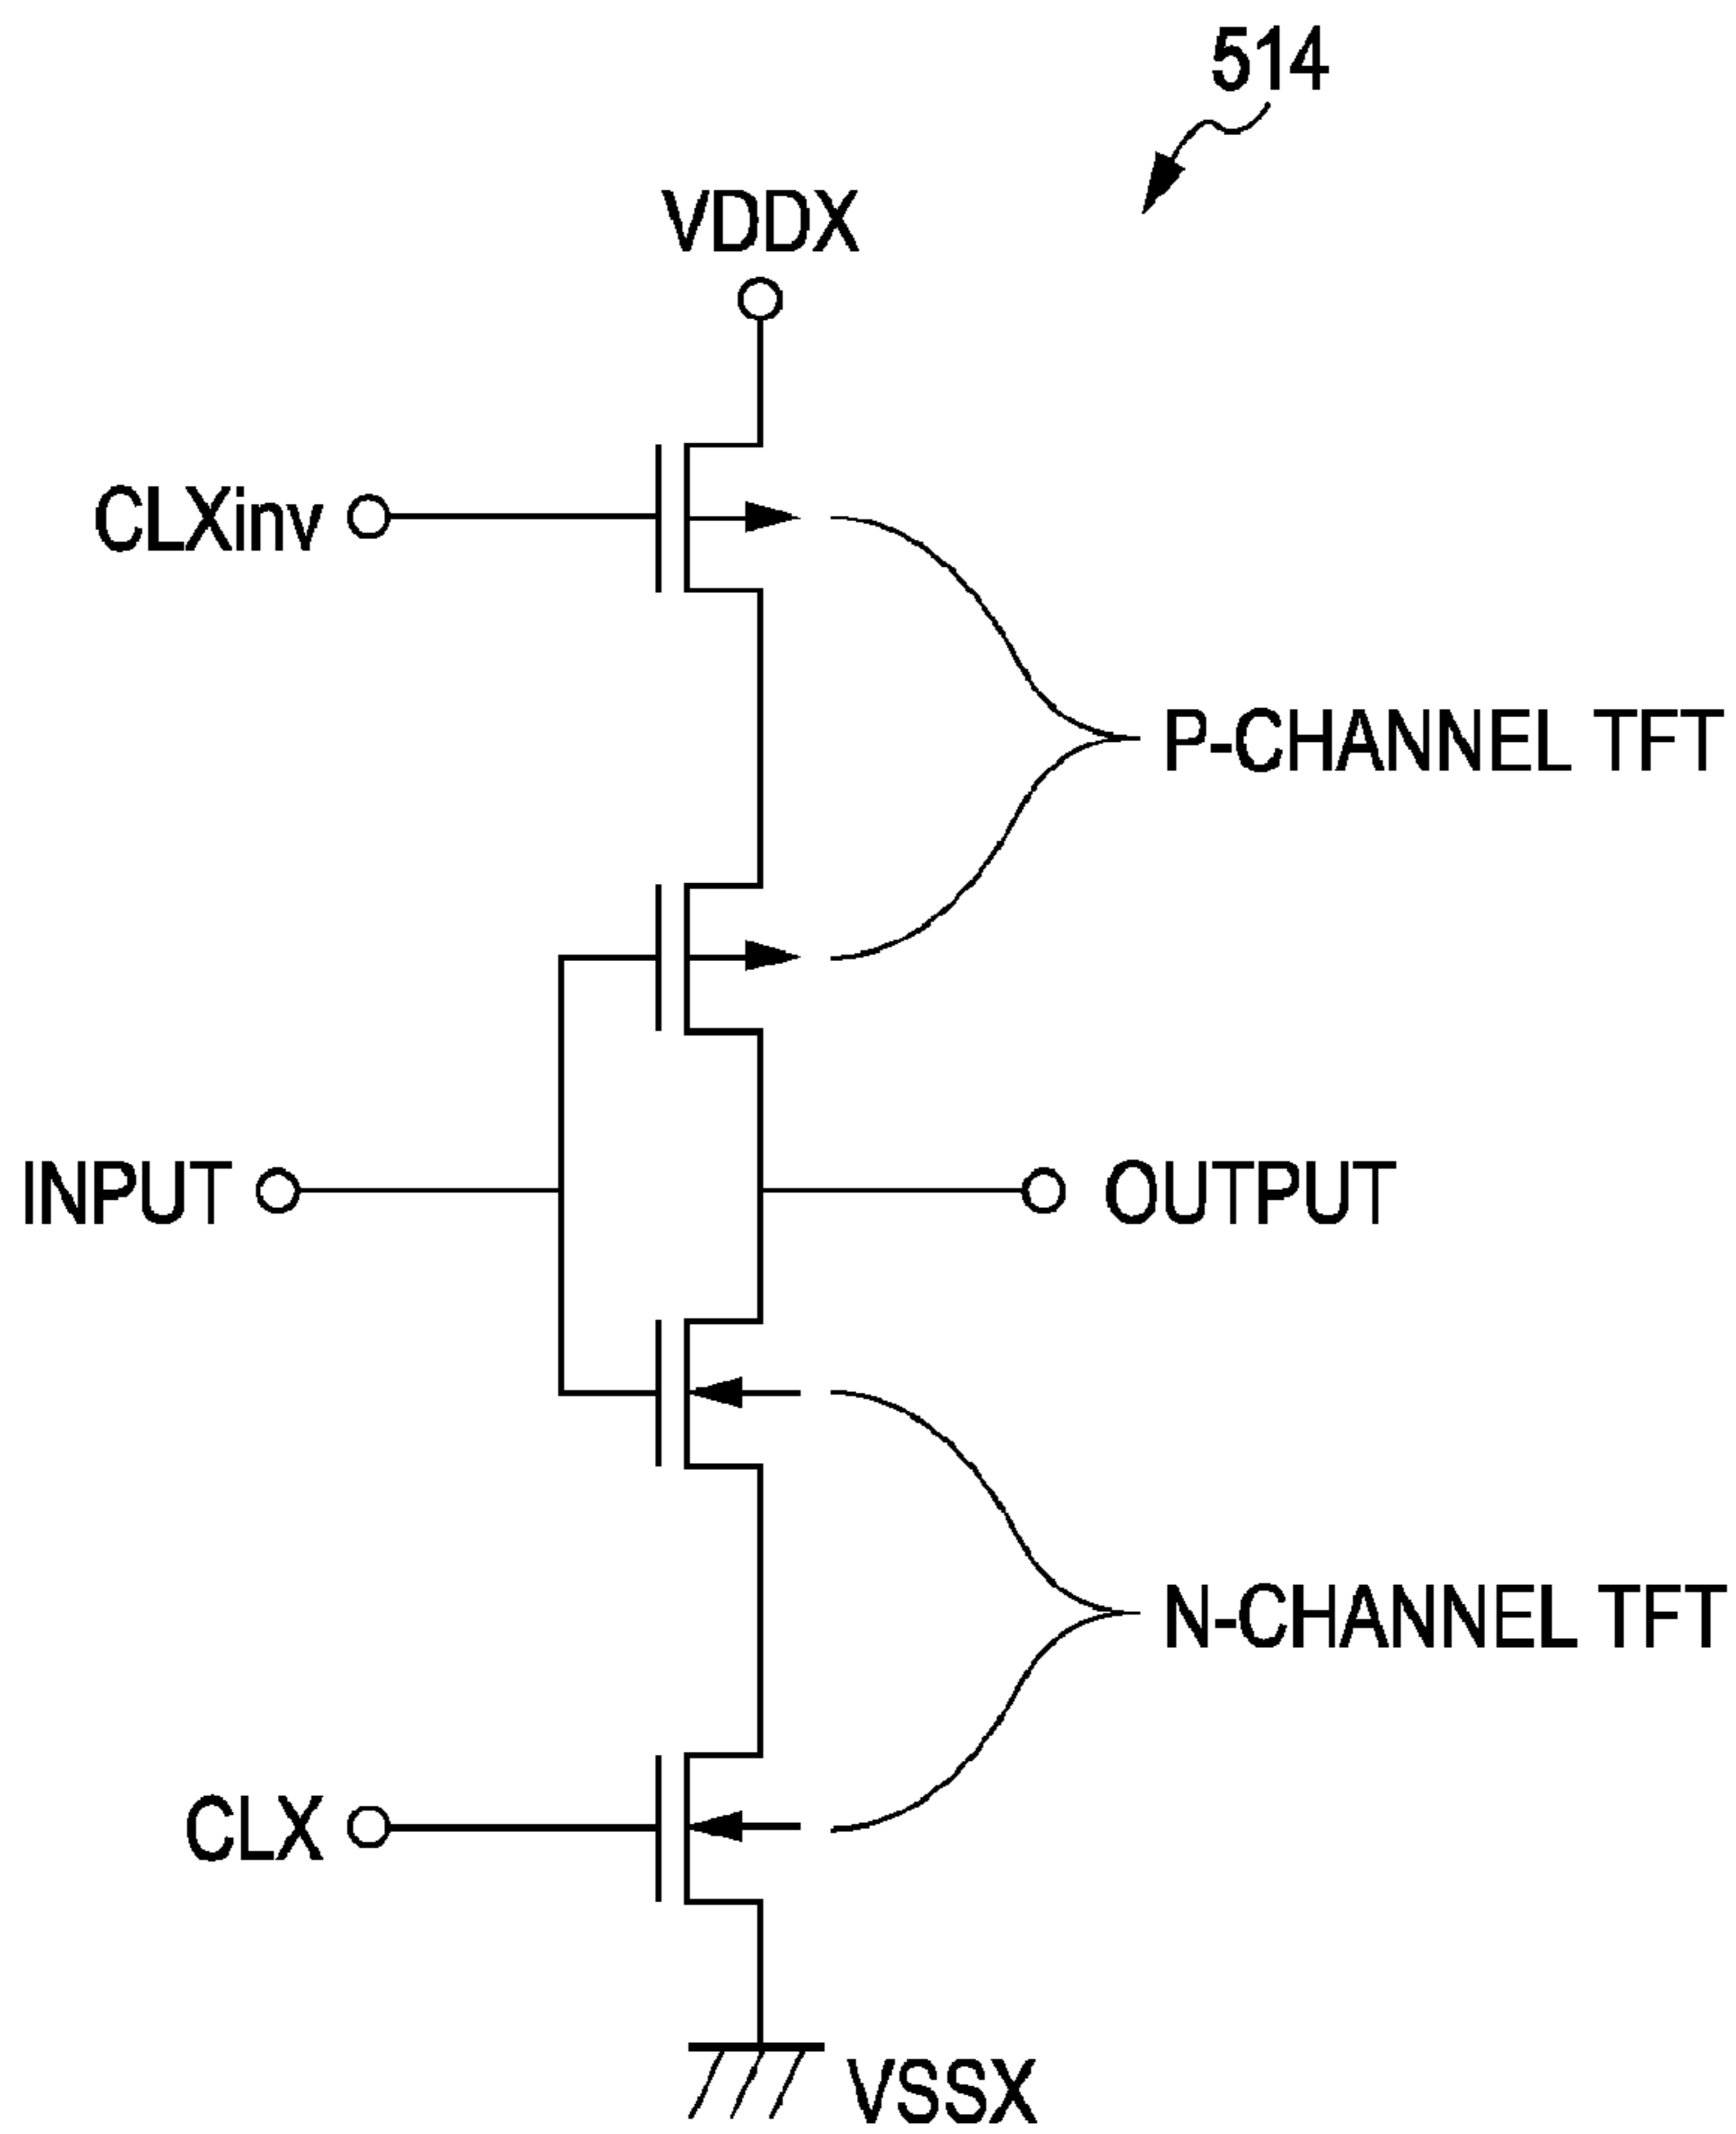 514
VDDX
CLXinv
P-CHANNEL TFT
INPUT
OUTPUT
N-CHANNEL TFT
CLX
VSSX